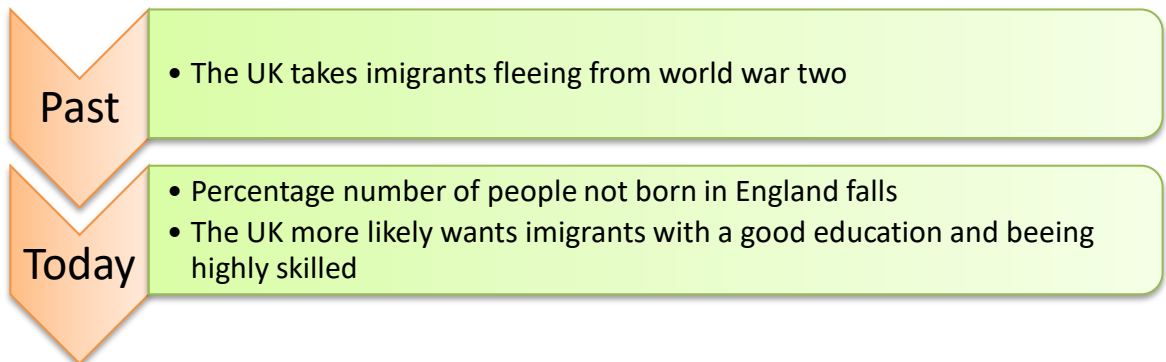 Past
• The UK takes imigrants fleeing from world war two
Today
• Percentage number of people not born in England falls
• The UK more likely wants imigrants with a good education and beeing
highly skilled